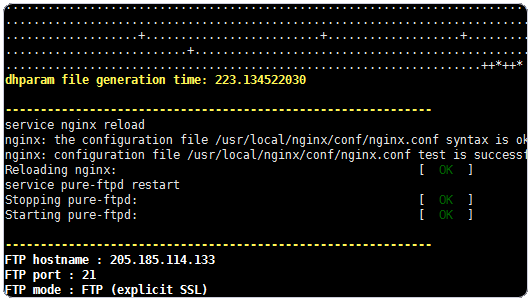 ...........................................................................
...........................................................................
...................+.........................+...................+.........
..........................+................................................
....................................................................++*++*
dhparam file generation time: 223.134522030
-------------------------------------------------------------
service nginx reload
nginx: the configuration file /usr/local/nginx/conf/nginx.conf syntax is ok
nginx: configuration file /usr/local/nginx/conf/nginx.conf test is successf
Reloading nginx: [ OK ]
service pure-ftpd restart
Stopping pure-ftpd: [ OK ]
Starting pure-ftpd: [ OK ]
-------------------------------------------------------------
FTP hostname : 205.185.114.133
FTP port : 21
FTP mode : FTP (explicit SSL)